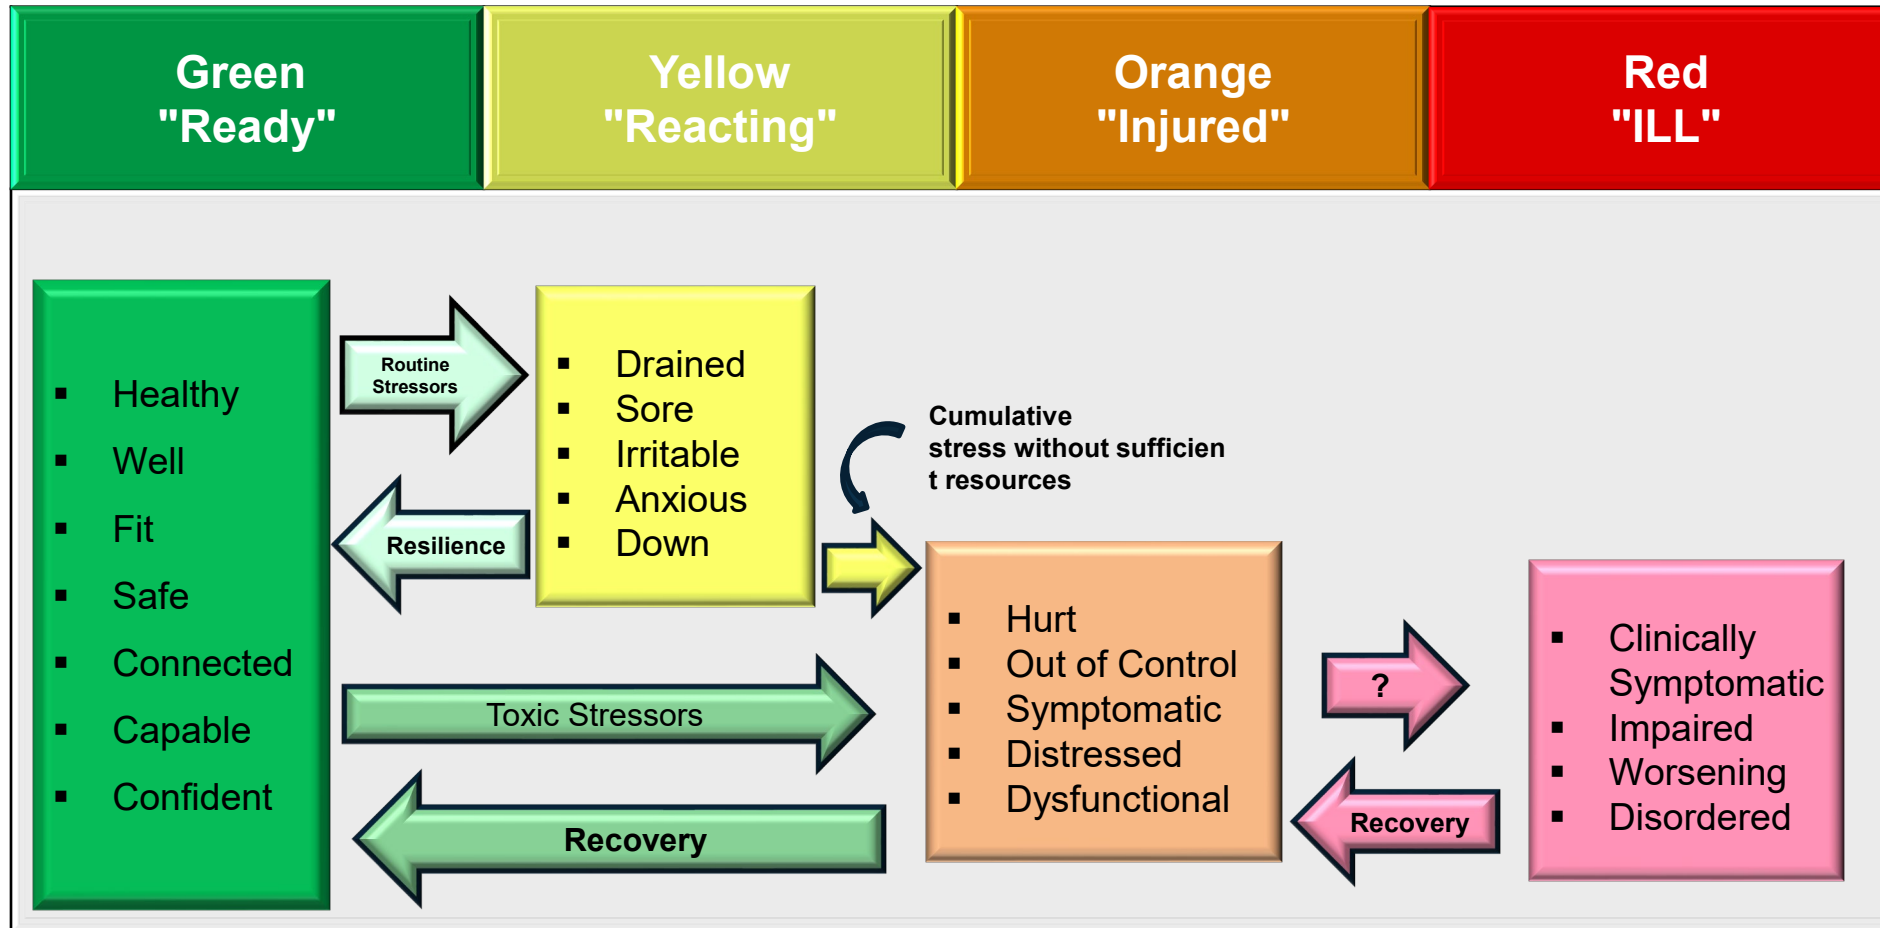 Green
"Ready"
Yellow
"Reacting"
Orange
"Injured"
Red
"ILL"
▪ Healthy
▪ Well
▪ Fit
▪ Safe
▪ Connected
▪ Capable
▪ Confident
Routine
Stressors
Resilience
▪ Drained
▪ Sore
▪ Irritable
▪ Anxious
▪ Down
Cumulative
stress without sufficien
t resources
Toxic Stressors
Recovery
▪ Hurt
▪ Out of Control
▪ Symptomatic
▪ Distressed
▪ Dysfunctional
?
Recovery
▪ Clinically
Symptomatic
▪ Impaired
▪ Worsening
▪ Disordered